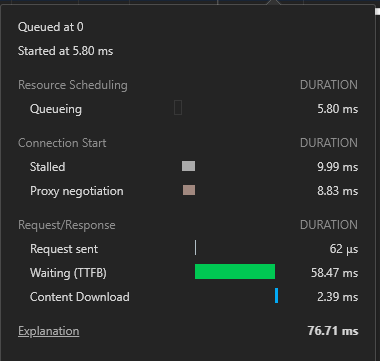 Queued at 0
Started at 5.80 ms
Resource Scheduling DURATION
Queueing 5.80 ms
Connection Start DURATION
Stalled 9.99 ms
Proxy negotiation 8.83 ms
Request/Response DURATION
Request sent 62 µs
Waiting (TTFB) 58.47 ms
Content Download 2.39 ms
Explanation 76.71 ms